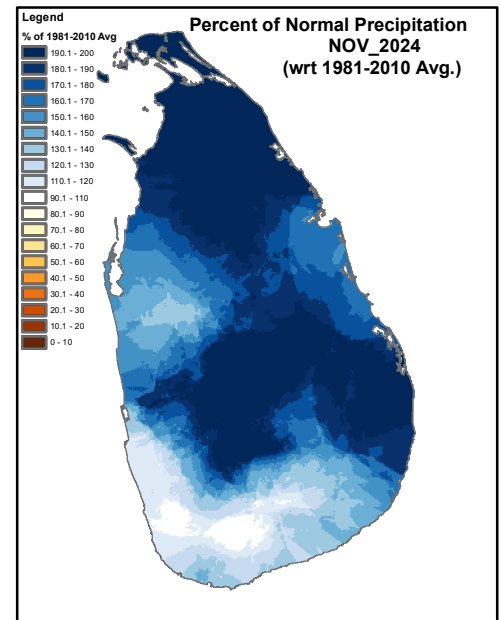 Legend
% of 1981-2010 Avg
190.1 - 200
180.1 - 190
170.1 - 180
160.1 - 170
150.1 - 160
140.1 - 150
130.1 - 140
120.1 - 130
110.1 - 120
90.1 - 110
80.1 - 90
70.1 - 80
60.1 - 70
50.1 - 60
40.1 - 50
30.1 - 40
20.1 - 30
10.1 - 20
0 - 10
Percent of Normal Precipitation
NOV_2024
(wrt 1981-2010 Avg.)